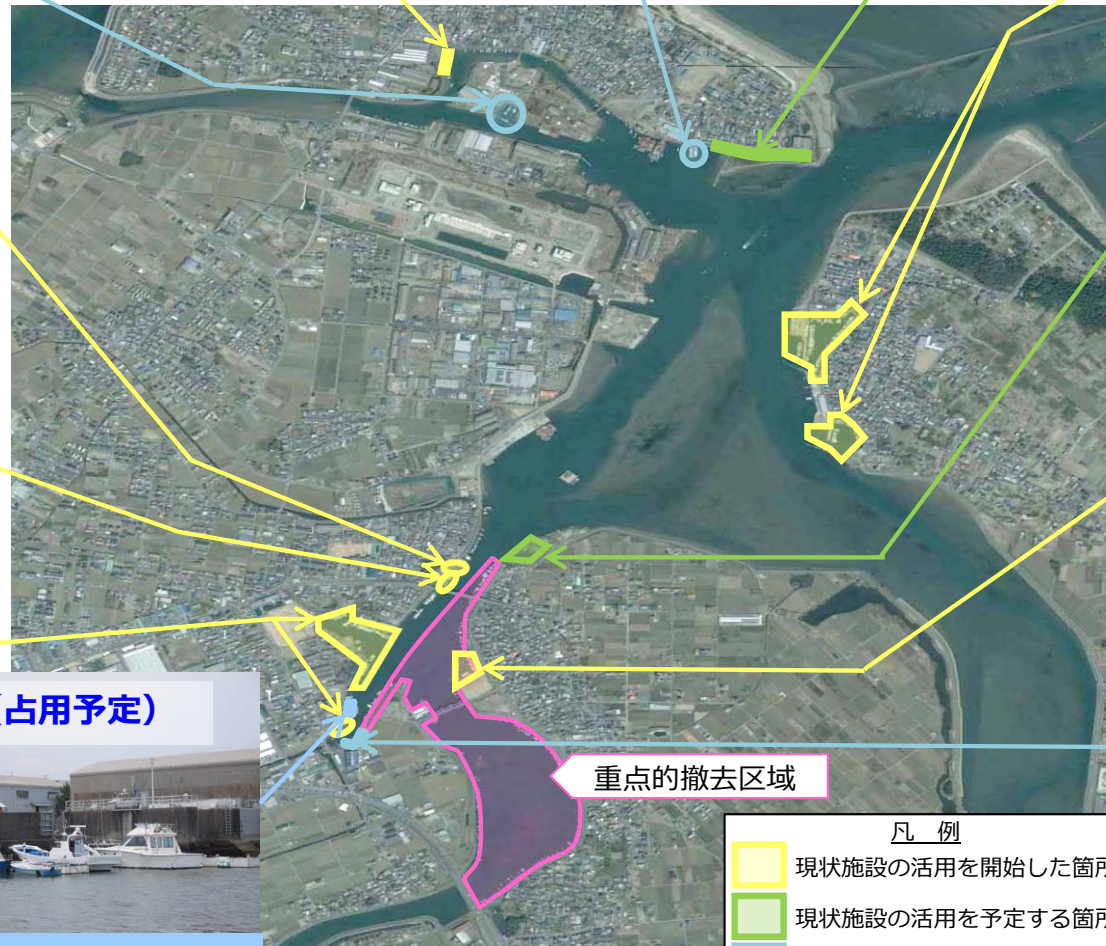 (占用予定)
重点的撤去区域
凡　例
現状施設の活用を開始した箇所
現状施設の活用を予定する箇所